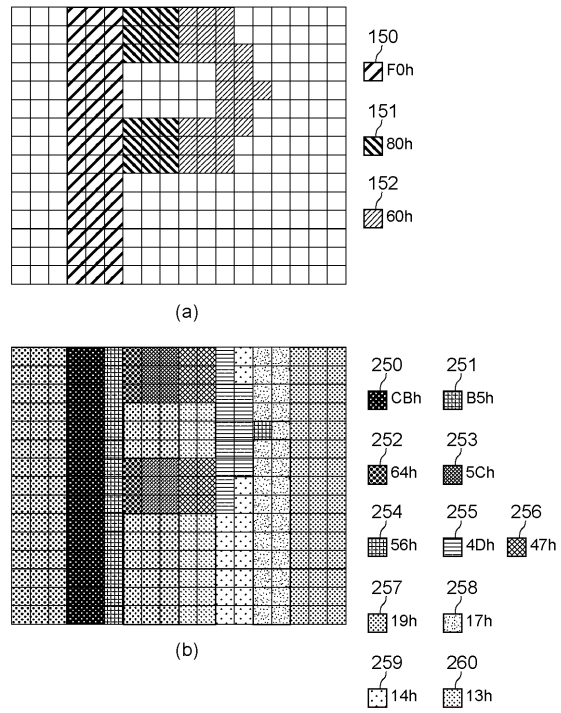 150
F0h
151
80h
152
60h
(a)
250 251
CBh B5h
252 253
64h 5Ch
254 255 256
56h 4Dh 47h
257 258
19h 17h
(b)
259 260
14h 13h